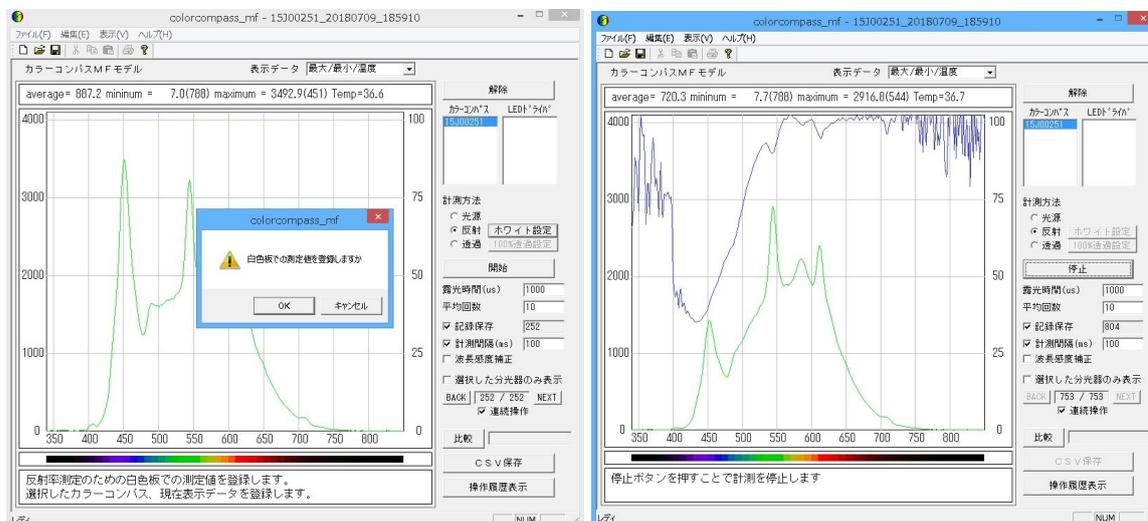 colorcompass_mf - 15J00251_20180709_185910
ファイル(F) 編集(E) 表示(V) ヘルプ(H)
カラーコンパスMFモデル 表示データ 最大/最小/温度
average= 887.2 mininum = 7.0(788) maximum = 3492.9(451) Temp=36.6
4000
3000
2000
1000
0
100
75
50
25
0
350 400 450 500 550 600 650 700 750 800
colorcompass_mf
白色板での測定値を登録しますか
OK キャンセル
反射率測定のための白色板での測定値を登録します。
選択したカラーコンパス、現在表示データを登録します。
解除
カラーコンパス LEDドライバ
15J00251
計測方法
光源
反射 ホワイト設定
透過 100%透過設定
開始
露光時間(us) 1000
平均回数 10
記録保存 252
計測間隔(ms) 100
波長感度補正
選択した分光器のみ表示
BACK 252 / 252 NEXT
連続操作
比較
CSV保存
操作履歴表示
レディ NUM
colorcompass_mf - 15J00251_20180709_185910
ファイル(F) 編集(E) 表示(V) ヘルプ(H)
カラーコンパスMFモデル 表示データ 最大/最小/温度
average= 720.3 mininum = 7.7(788) maximum = 2916.8(544) Temp=36.7
4000
3000
2000
1000
0
100
75
50
25
0
350 400 450 500 550 600 650 700 750 800
停止ボタンを押すことで計測を停止します
解除
カラーコンパス LEDドライバ
15J00251
計測方法
光源
反射 ホワイト設定
透過 100%透過設定
停止
露光時間(us) 1000
平均回数 10
記録保存 804
計測間隔(ms) 100
波長感度補正
選択した分光器のみ表示
BACK 753 / 753 NEXT
連続操作
比較
CSV保存
操作履歴表示
レディ NUM